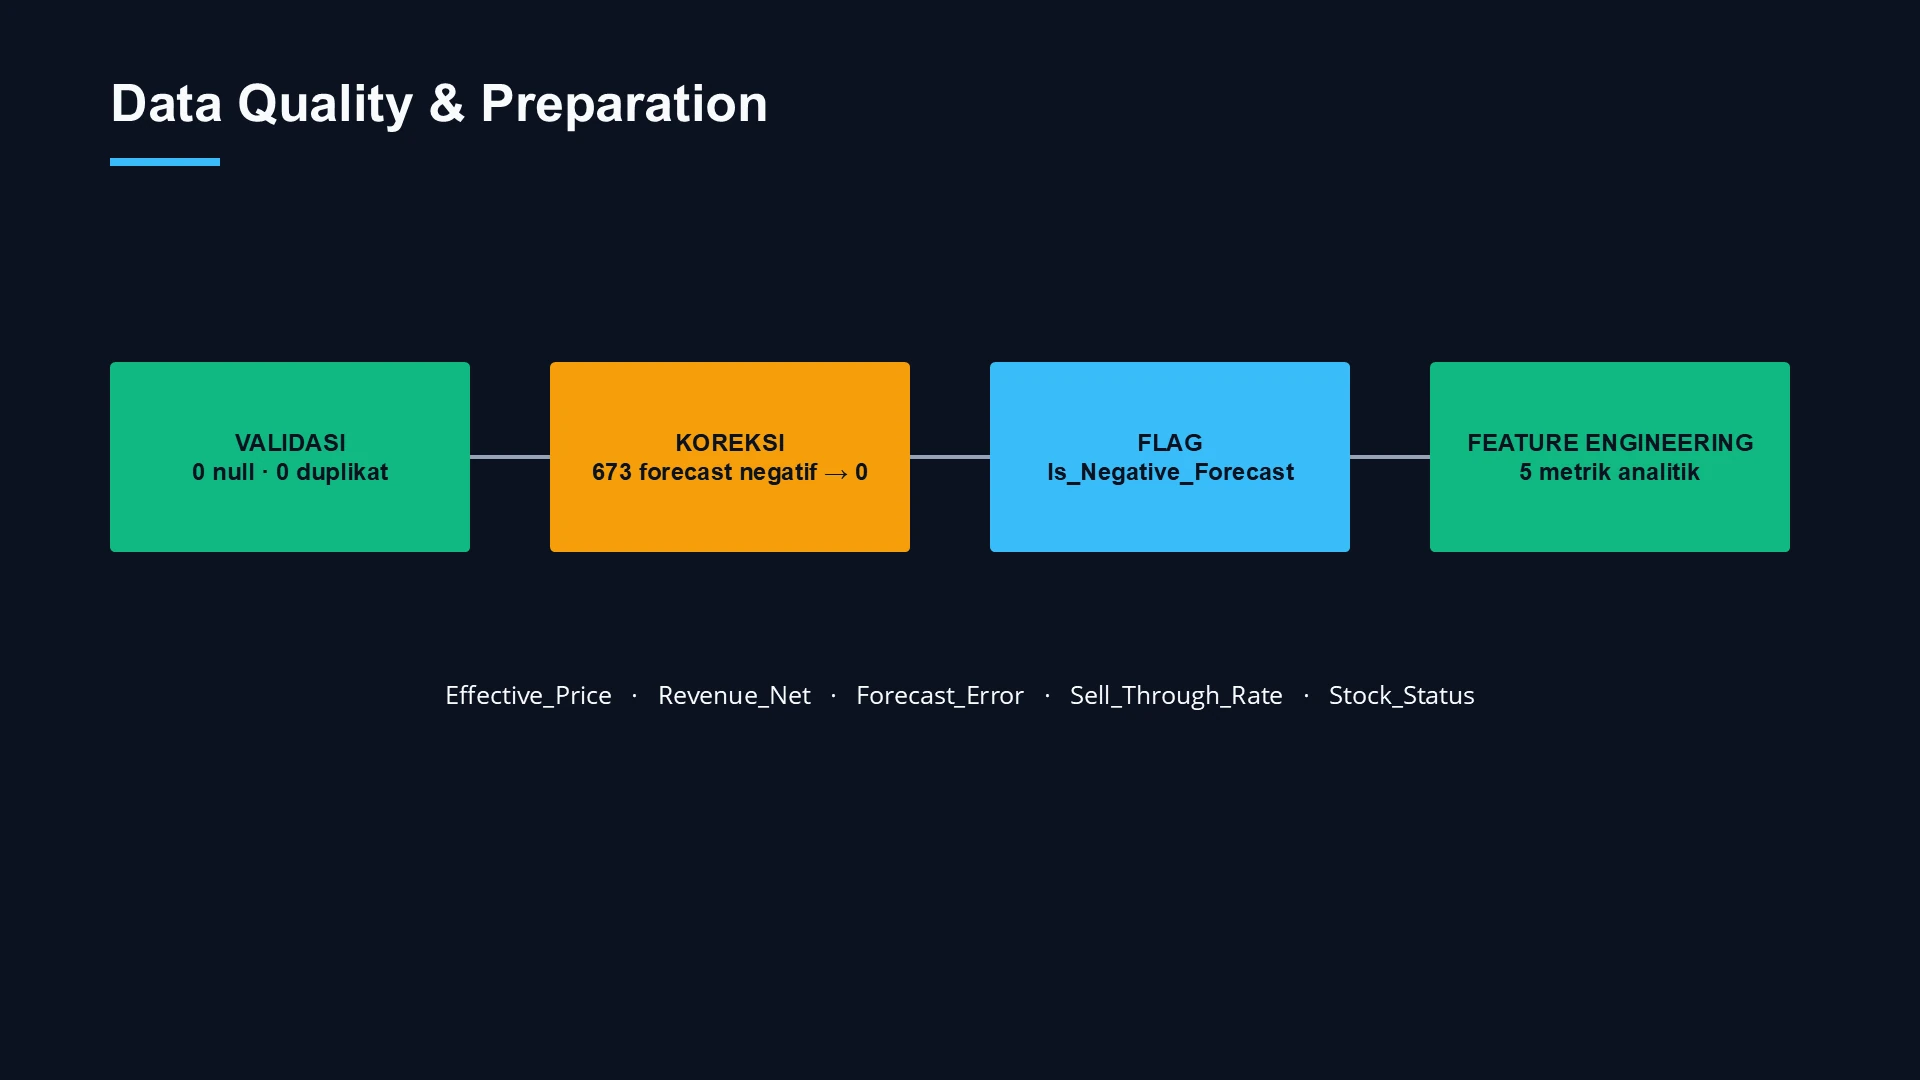 Data Quality & Preparation
VALIDASI
0 null · 0 duplikat
KOREKSI
673 forecast negatif → 0
FLAG
Is_Negative_Forecast
FEATURE ENGINEERING
5 metrik analitik
Effective_Price · Revenue_Net · Forecast_Error · Sell_Through_Rate · Stock_Status